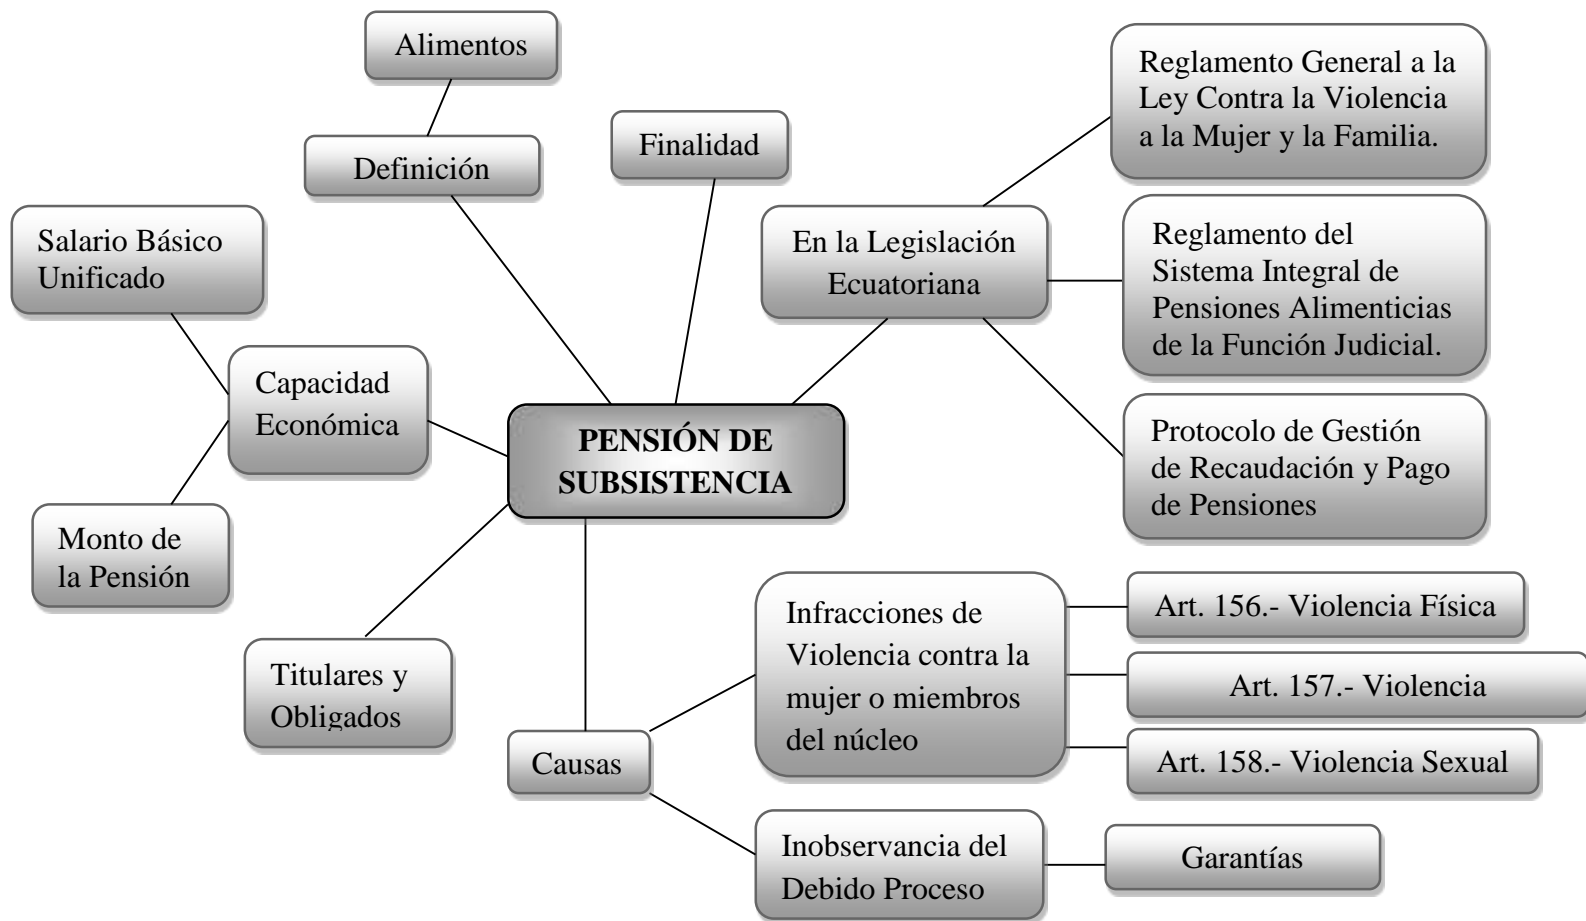 Alimentos
Definición
Finalidad
Reglamento General a la
Ley Contra la Violencia
a la Mujer y la Familia.
Salario Básico
Unificado
En la Legislación
Ecuatoriana
Reglamento del
Sistema Integral de
Pensiones Alimenticias
de la Función Judicial.
Capacidad
Económica
PENSIÓN DE
SUBSISTENCIA
Protocolo de Gestión
de Recaudación y Pago
de Pensiones
Monto de
la Pensión
Titulares y
Obligados
Causas
Infracciones de
Violencia contra la
mujer o miembros
del núcleo
Art. 156.- Violencia Física
Art. 157.- Violencia
Art. 158.- Violencia Sexual
Inobservancia del
Debido Proceso
Garantías